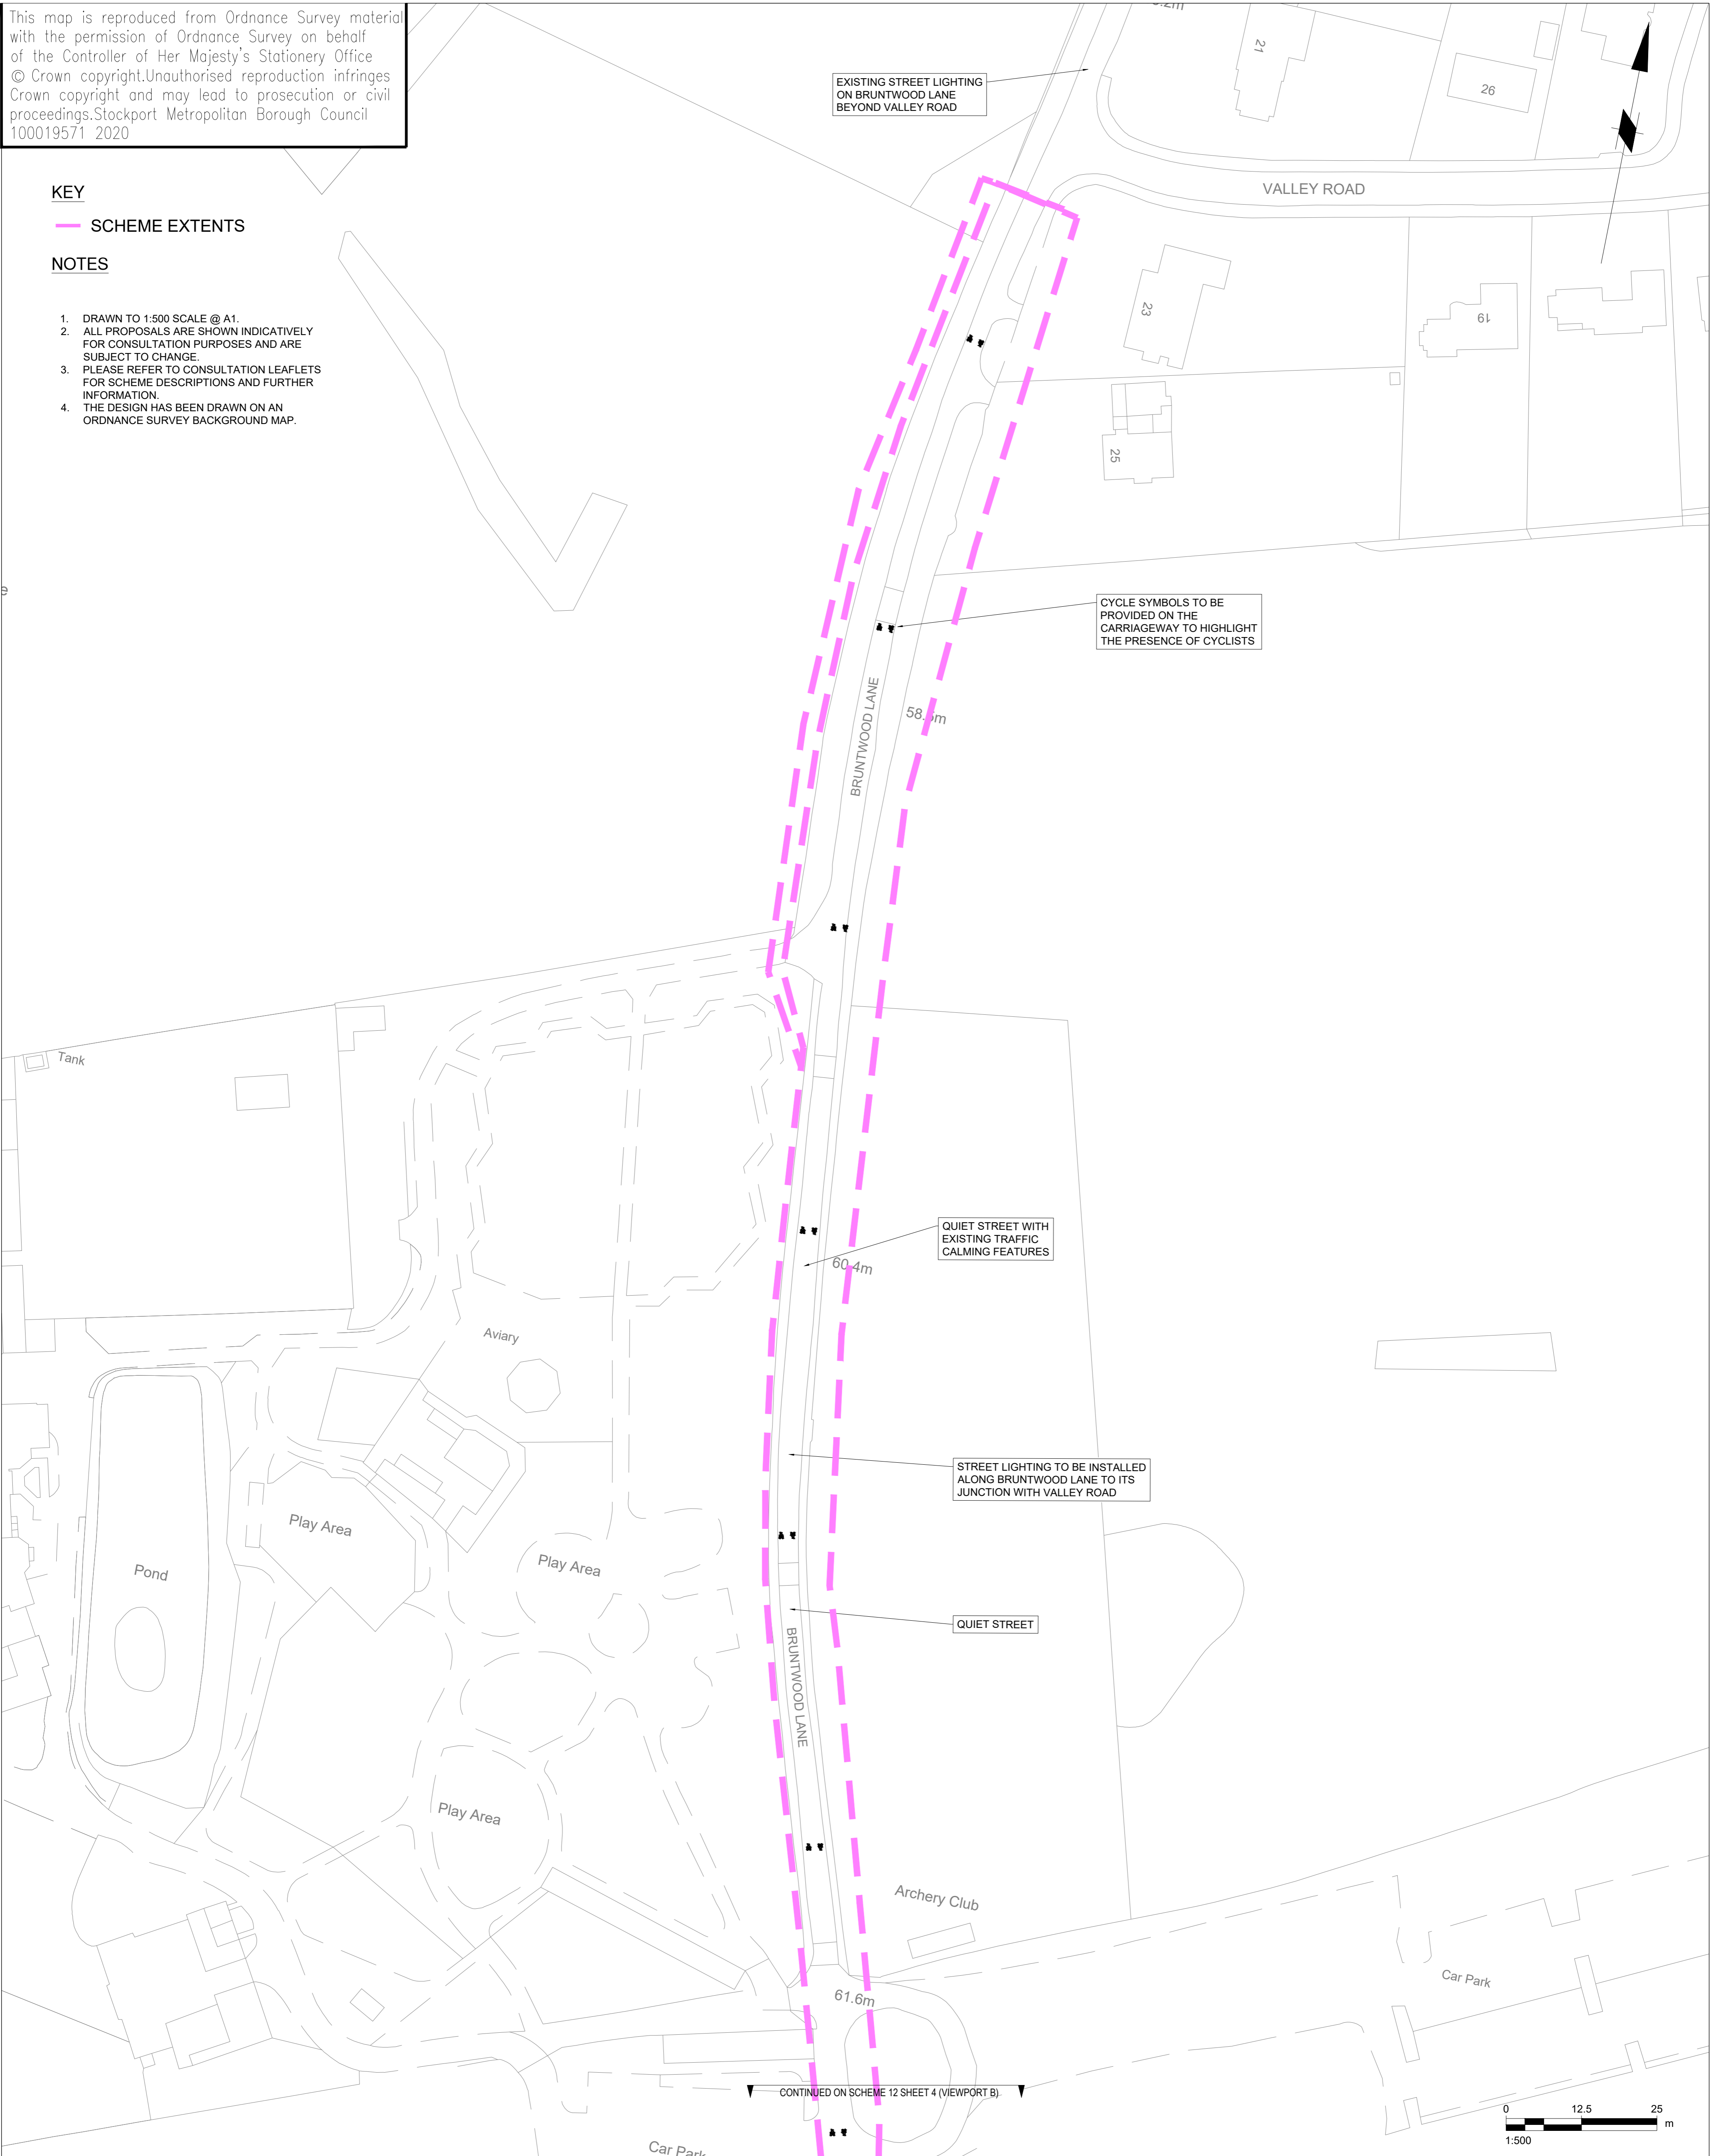 This map is reproduced from Ordnance Survey material
with the permission of Ordnance Survey on behalf
of the Controller of Her Majesty's Stationery Office
© Crown copyright.Unauthorised reproduction infringes
Crown copyright and may lead to prosecution or civil
proceedings.Stockport Metropolitan Borough Council
100019571 2020
KEY
SCHEME EXTENTS
NOTES
1. DRAWN TO 1:500 SCALE @ A1.
2. ALL PROPOSALS ARE SHOWN INDICATIVELY
FOR CONSULTATION PURPOSES AND ARE
SUBJECT TO CHANGE.
3. PLEASE REFER TO CONSULTATION LEAFLETS
FOR SCHEME DESCRIPTIONS AND FURTHER
INFORMATION.
4. THE DESIGN HAS BEEN DRAWN ON AN
ORDNANCE SURVEY BACKGROUND MAP.
EXISTING STREET LIGHTING
ON BRUNTWOOD LANE
BEYOND VALLEY ROAD
21
26
VALLEY ROAD
23
19
25
CYCLE SYMBOLS TO BE
PROVIDED ON THE
CARRIAGEWAY TO HIGHLIGHT
THE PRESENCE OF CYCLISTS
BRUNTWOOD LANE
Tank
QUIET STREET WITH
EXISTING TRAFFIC
CALMING FEATURES
60.4m
Aviary
STREET LIGHTING TO BE INSTALLED
ALONG BRUNTWOOD LANE TO ITS
JUNCTION WITH VALLEY ROAD
Play Area
Play Area
Pond
QUIET STREET
BRUNTWOOD LANE
Play Area
Archery Club
Car Park
61.6m
CONTINUED ON SCHEME 12 SHEET 4 (VIEWPORT B)
Car Park
0 12.5 25
m
1:500